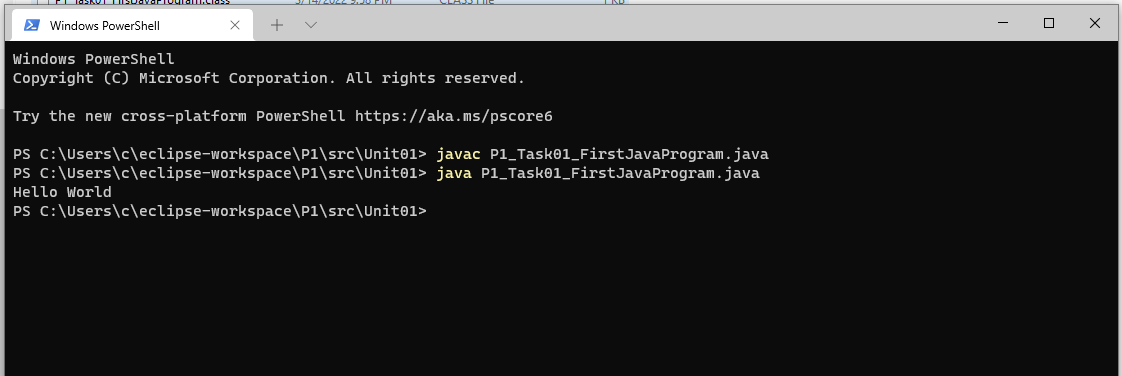 P1_Task01_FirstJavaProgram.class 3/14/2022 9:58 PM CLASS File 1 KB
Windows PowerShell
Windows PowerShell
Copyright (C) Microsoft Corporation. All rights reserved.
Try the new cross-platform PowerShell https://aka.ms/pscore6
PS C:\Users\c\eclipse-workspace\P1\src\Unit01> javac P1_Task01_FirstJavaProgram.java
PS C:\Users\c\eclipse-workspace\P1\src\Unit01> java P1_Task01_FirstJavaProgram.java
Hello World
PS C:\Users\c\eclipse-workspace\P1\src\Unit01>